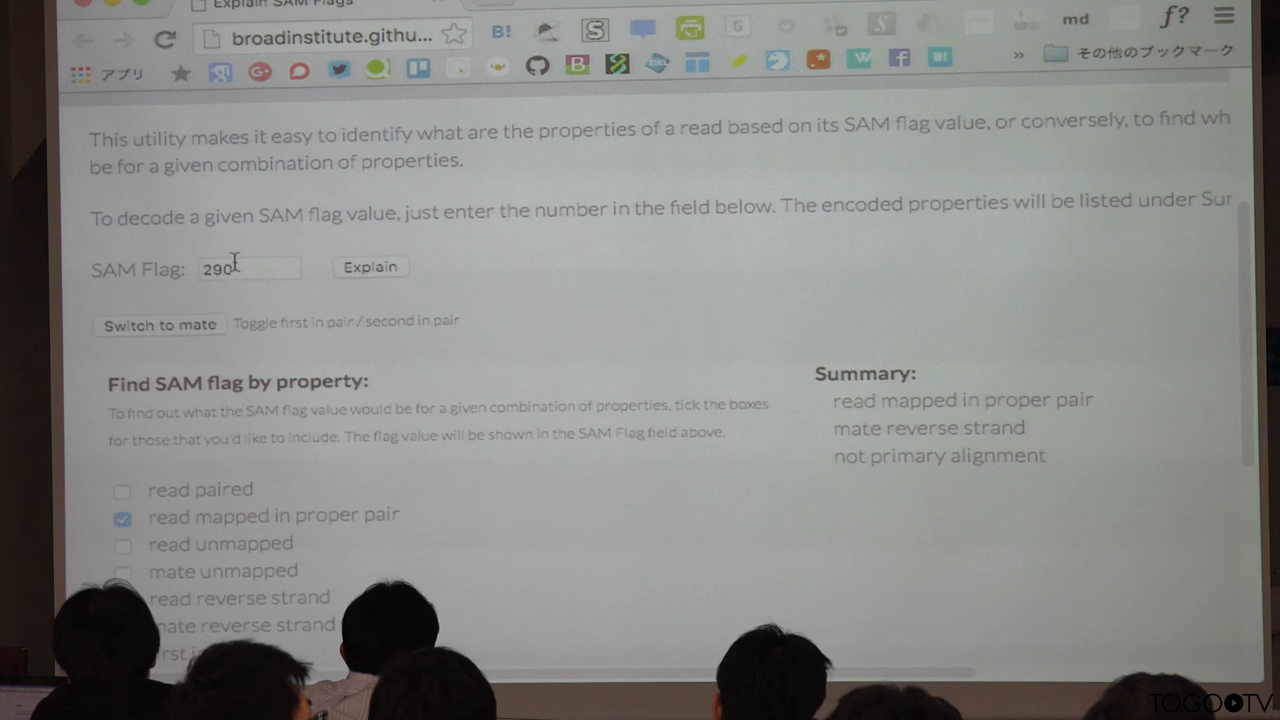 Explain SAM Flags
broadinstitute.githu...
B!
S
G
md
f?
アプリ
B
W
f
BI
»
その他のブックマーク
This utility makes it easy to identify what are the properties of a read based on its SAM flag value, or conversely, to find wh
be for a given combination of properties.
To decode a given SAM flag value, just enter the number in the field below. The encoded properties will be listed under Sur
SAM Flag: 290
Explain
Switch to mate Toggle first in pair / second in pair
Find SAM flag by property:
To find out what the SAM flag value would be for a given combination of properties, tick the boxes
for those that you'd like to include. The flag value will be shown in the SAM Flag field above.
read paired
read mapped in proper pair
read unmapped
mate unmapped
read reverse strand
mate reverse strand
Summary:
read mapped in proper pair
mate reverse strand
not primary alignment
TOGOTV